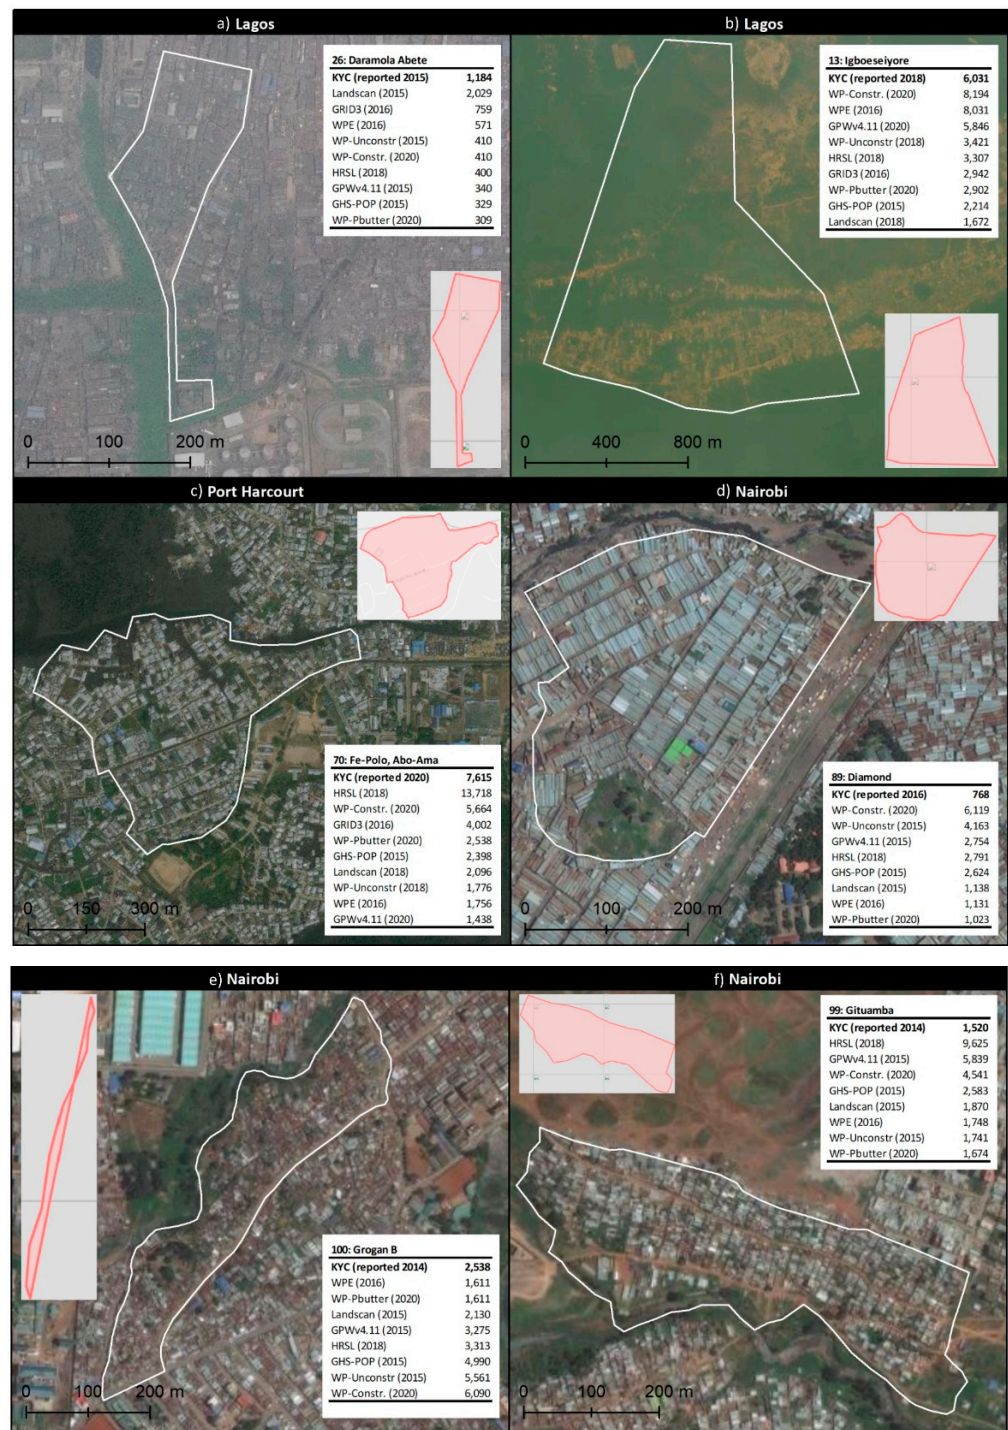 a) Lagos
26: Daramola Abete
KYC (reported 2015) 1,184
Landscan (2015) 2,029
GRID3 (2016) 759
WPE (2016) 571
WP-Unconstr (2015) 410
WP-Constr. (2020) 410
HRSL (2018) 400
GPWv4.11 (2015) 340
GHS-POP (2015) 329
WP-Pbutter (2020) 309
0 100 200 m
b) Lagos
13: Igboeseiyore
KYC (reported 2018) 6,031
WP-Constr. (2020) 8,194
WPE (2016) 8,031
GPWv4.11 (2020) 5,846
WP-Unconstr (2018) 3,421
HRSL (2018) 3,307
GRID3 (2016) 2,942
WP-Pbutter (2020) 2,902
GHS-POP (2015) 2,214
Landscan (2018) 1,672
0 400 800 m
c) Port Harcourt
70: Fe-Polo, Abo-Ama
KYC (reported 2020) 7,615
HRSL (2018) 13,718
WP-Constr. (2020) 5,664
GRID3 (2016) 4,002
WP-Pbutter (2020) 2,538
GHS-POP (2015) 2,398
Landscan (2018) 2,096
WP-Unconstr (2018) 1,776
WPE (2016) 1,756
GPWv4.11 (2020) 1,438
0 150 300 m
d) Nairobi
89: Diamond
KYC (reported 2016) 768
WP-Constr. (2020) 6,119
WP-Unconstr (2015) 4,163
GPWv4.11 (2015) 2,754
HRSL (2018) 2,791
GHS-POP (2015) 2,624
Landscan (2015) 1,138
WPE (2016) 1,131
WP-Pbutter (2020) 1,023
0 100 200 m
e) Nairobi
100: Grogan B
KYC (reported 2014) 2,538
WPE (2016) 1,611
WP-Pbutter (2020) 1,611
Landscan (2015) 2,130
GPWv4.11 (2015) 3,275
HRSL (2018) 3,313
GHS-POP (2015) 4,990
WP-Unconstr (2015) 5,561
WP-Constr. (2020) 6,090
0 100 200 m
f) Nairobi
99: Gituamba
KYC (reported 2014) 1,520
HRSL (2018) 9,625
GPWv4.11 (2015) 5,839
WP-Constr. (2020) 4,541
GHS-POP (2015) 2,583
Landscan (2015) 1,870
WPE (2016) 1,748
WP-Unconstr (2015) 1,741
WP-Pbutter (2020) 1,674
0 100 200 m